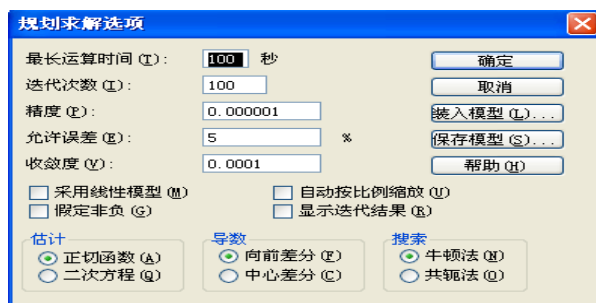 规划求解选项
最长运算时间(T): 100 秒 确定
迭代次数(I): 100 取消
精度(P): 0.000001 装入模型(L)...
允许误差(E): 5 % 保存模型(S)...
收敛度(V): 0.0001 帮助(H)
采用线性模型(M) 自动按比例缩放(U)
假定非负(G) 显示迭代结果(R)
估计 导数 搜索
正切函数(A) 向前差分(F) 牛顿法(N)
二次方程(Q) 中心差分(C) 共轭法(O)